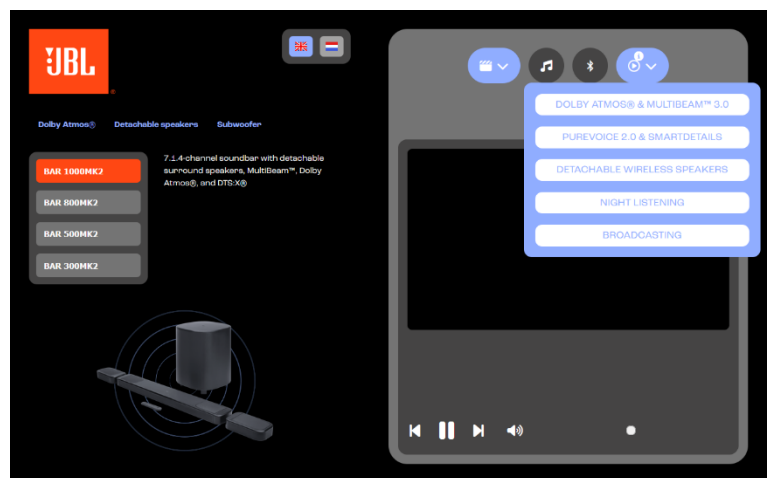 JBL
®
Dolby Atmos® Detachable speakers Subwoofer
BAR 1000MK2
BAR 800MK2
BAR 500MK2
BAR 300MK2
7.1.4-channel soundbar with detachable
surround speakers, MultiBeam™, Dolby
Atmos®, and DTS:X®
DOLBY ATMOS® & MULTIBEAM™ 3.0
PUREVOICE 2.0 & SMARTDETAILS
DETACHABLE WIRELESS SPEAKERS
NIGHT LISTENING
BROADCASTING